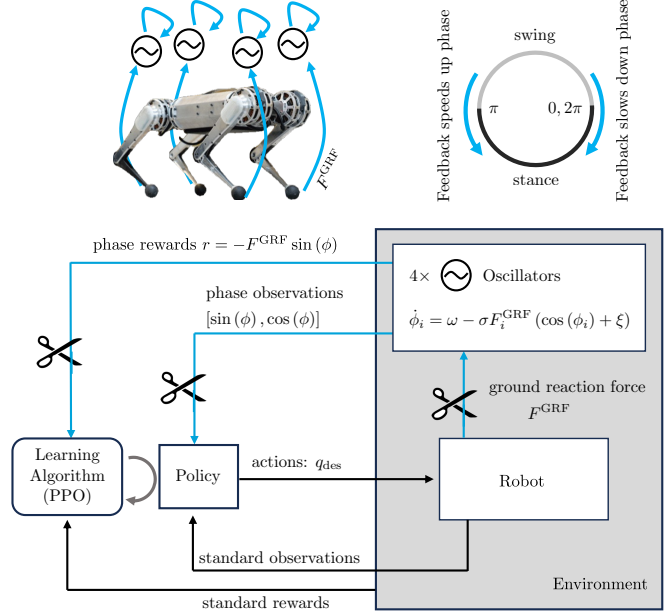 F^GRF
Feedback speeds up phase
swing
π
0, 2π
stance
Feedback slows down phase
phase rewards r = −F^GRF sin (ϕ)
phase observations
[sin (ϕ) , cos (ϕ)]
4× Oscillators
ϕ̇_i = ω − σF_i^GRF (cos (ϕ_i) + ξ)
ground reaction force
F^GRF
Learning
Algorithm
(PPO)
Policy
actions: q_des
Robot
standard observations
Environment
standard rewards